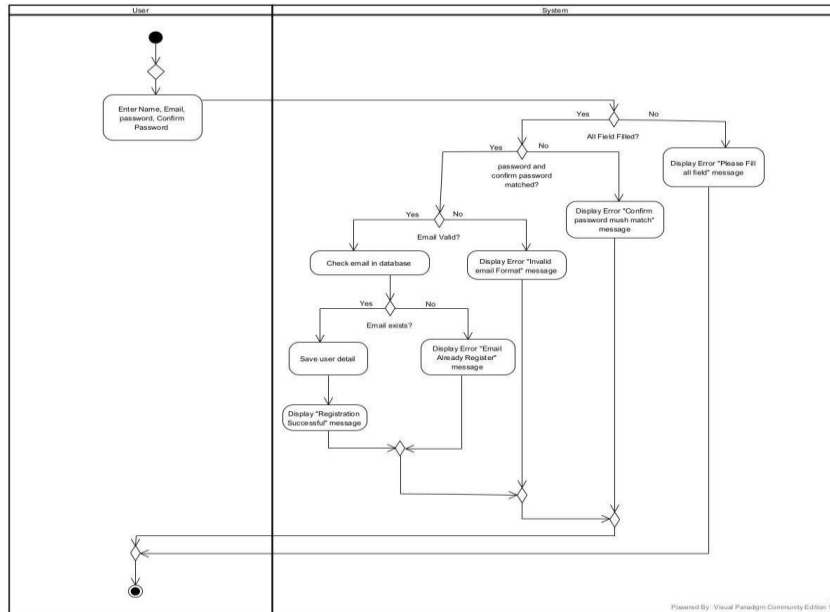 User
System
Enter Name, Email,
password, Confirm
Password
Yes
No
All Field Filled?
Yes
No
password and
confirm password
matched?
Display Error "Please Fill
all field" message
Yes
No
Email Valid?
Display Error "Confirm
password mush match"
message
Check email in database
Display Error "Invalid
email Format" message
Yes
No
Email exists?
Save user detail
Display Error "Email
Already Register"
message
Display "Registration
Successful" message
Powered By: Visual Paradigm Community Edition